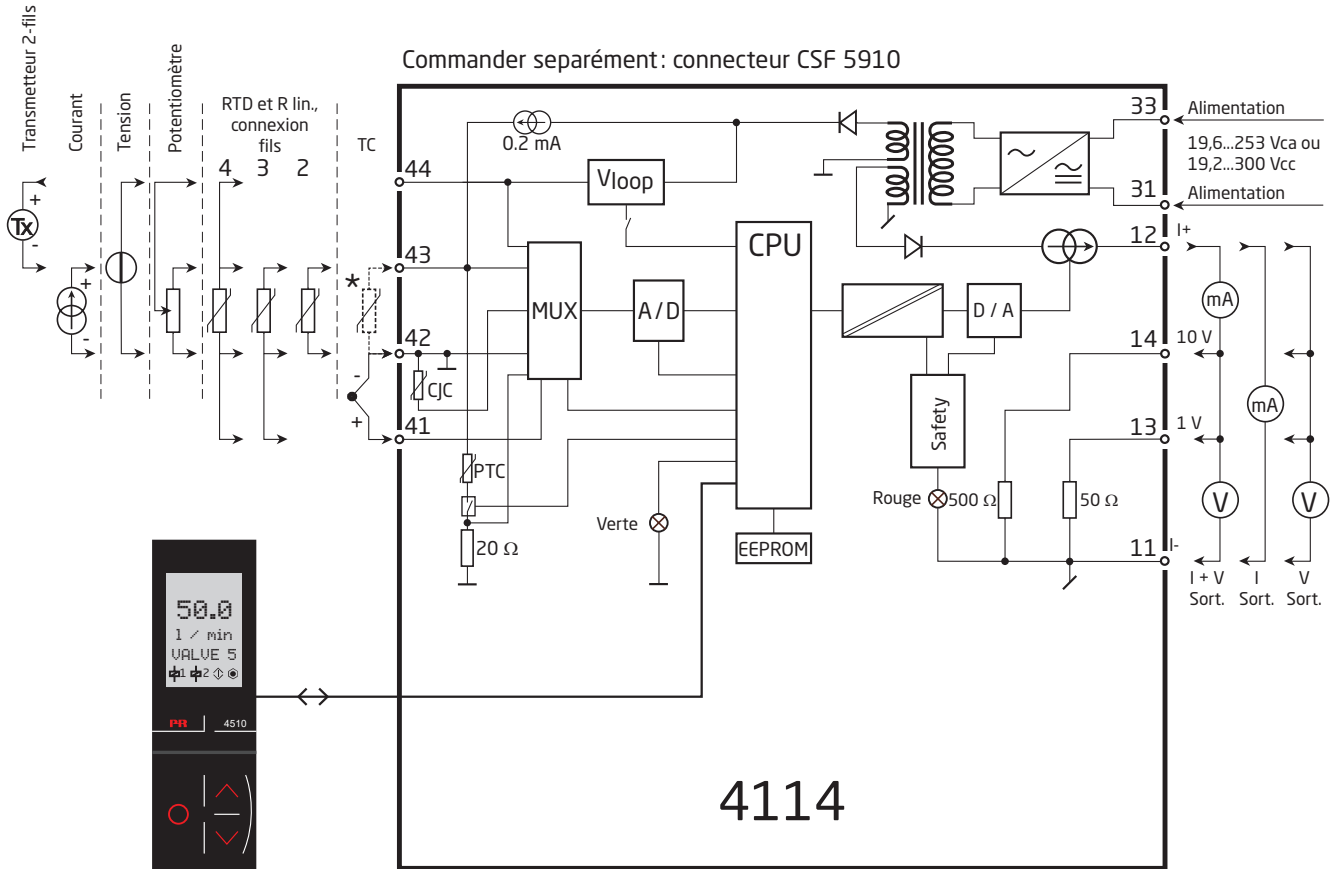 Commander separément: connecteur CSF 5910
Transmetteur 2-fils
Courant
Tension
Potentiomètre
RTD et R lin.,
connexion
fils
4 3 2
TC
Tx
+
-
+
-
*
-
+
44
43
42
41
0.2 mA
Vloop
MUX
A/D
CPU
EEPROM
CJC
PTC
20 Ω
Verte
D / A
Safety
Rouge
500 Ω
50 Ω
33
Alimentation
19,6...253 Vca ou
19,2...300 Vcc
31
Alimentation
12
I+
14
10 V
13
1 V
11
I-
mA
mA
V
V
I + V
Sort.
I
Sort.
V
Sort.
50.0
l / min
VALVE 5
1 2
PR
4510
4114